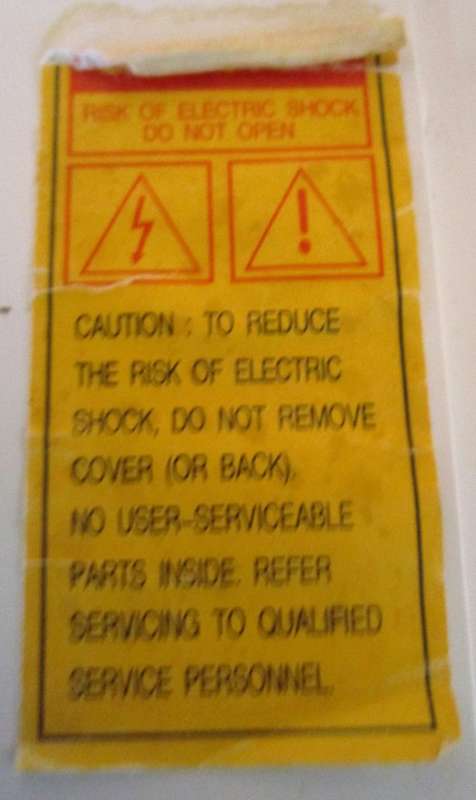 RISK OF ELECTRIC SHOCK
DO NOT OPEN
CAUTION : TO REDUCE
THE RISK OF ELECTRIC
SHOCK, DO NOT REMOVE
COVER (OR BACK).
NO USER-SERVICEABLE
PARTS INSIDE. REFER
SERVICING TO QUALIFIED
SERVICE PERSONNEL.